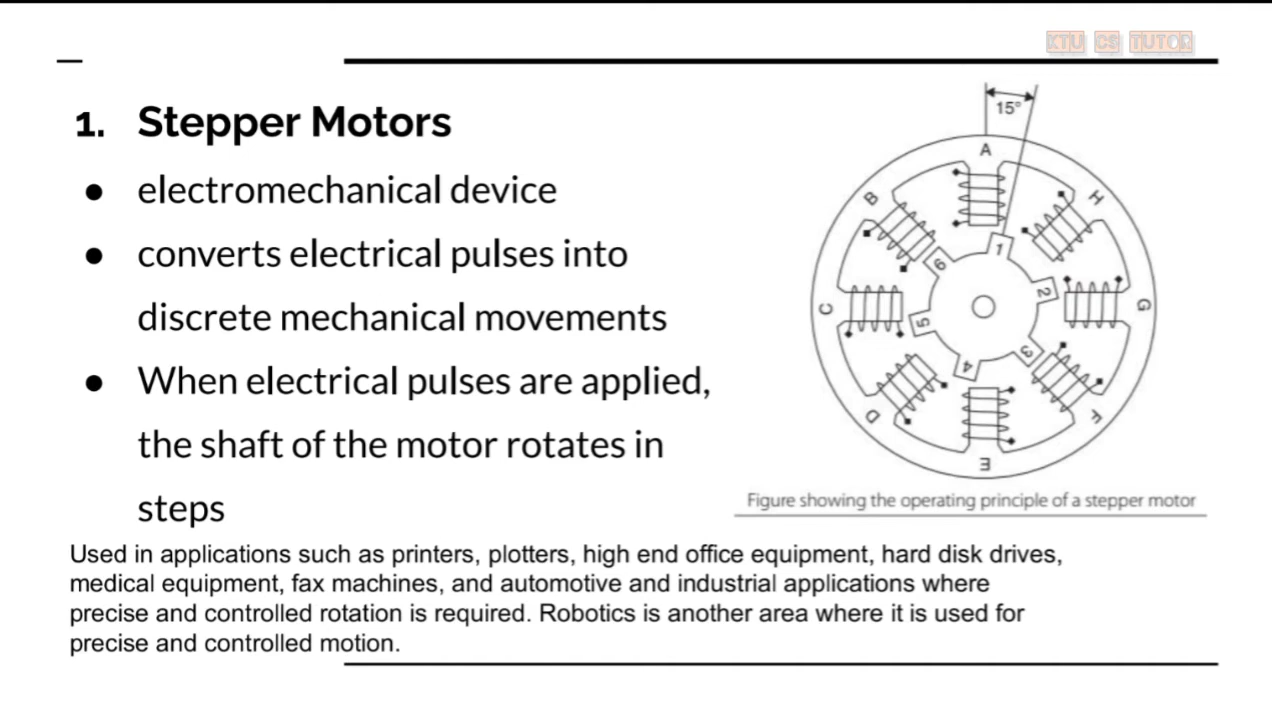 KTU CS TUTOR
1. Stepper Motors
● electromechanical device
● converts electrical pulses into
discrete mechanical movements
● When electrical pulses are applied,
the shaft of the motor rotates in
steps
15°
A
B
H
1
6
2
C
G
5
3
4
D
F
E
Figure showing the operating principle of a stepper motor
Used in applications such as printers, plotters, high end office equipment, hard disk drives,
medical equipment, fax machines, and automotive and industrial applications where
precise and controlled rotation is required. Robotics is another area where it is used for
precise and controlled motion.